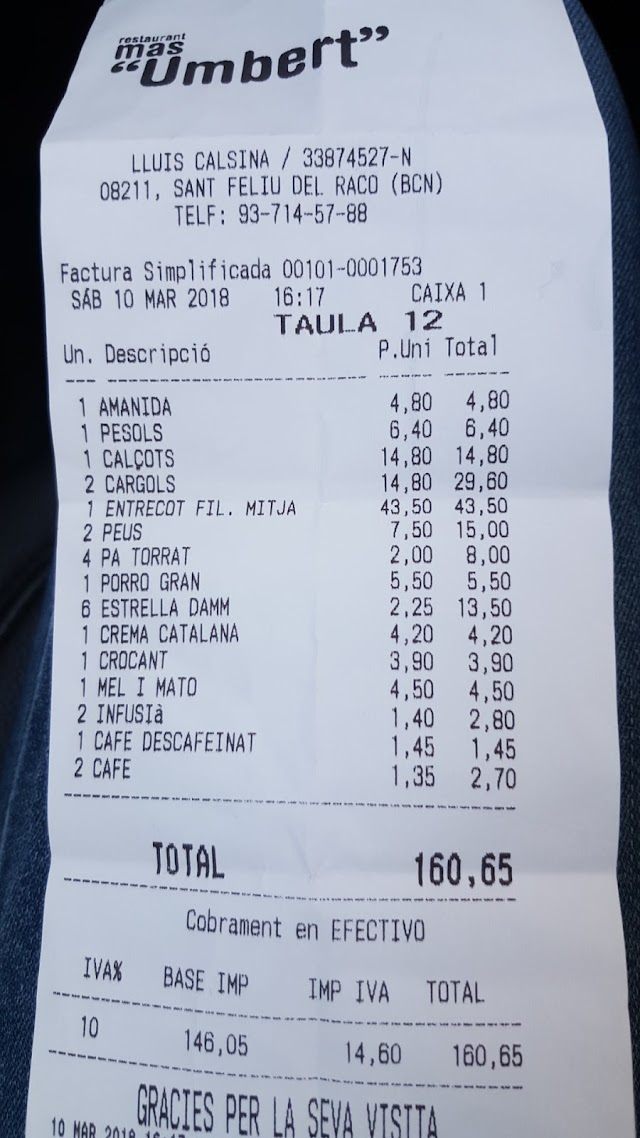 restaurant
mas
"Umbert"
LLUIS CALSINA / 33874527-N
08211, SANT FELIU DEL RACO (BCN)
TELF: 93-714-57-88
Factura Simplificada 00101-0001753
SÁB 10 MAR 2018 16:17 CAIXA 1
TAULA 12
Un. Descripció P.Uni Total
1 AMANIDA 4,80 4,80
1 PESOLS 6,40 6,40
1 CALÇOTS 14,80 14,80
2 CARGOLS 14,80 29,60
1 ENTRECOT FIL. MITJA 43,50 43,50
2 PEUS 7,50 15,00
4 PA TORRAT 2,00 8,00
1 PORRO GRAN 5,50 5,50
6 ESTRELLA DAMM 2,25 13,50
1 CREMA CATALANA 4,20 4,20
1 CROCANT 3,90 3,90
1 MEL I MATO 4,50 4,50
2 INFUSIà 1,40 2,80
1 CAFE DESCAFEINAT 1,45 1,45
2 CAFE 1,35 2,70
TOTAL 160,65
Cobrament en EFECTIVO
IVA% BASE IMP IMP IVA TOTAL
10 146,05 14,60 160,65
GRACIES PER LA SEVA VISITA
10 MAR 2018